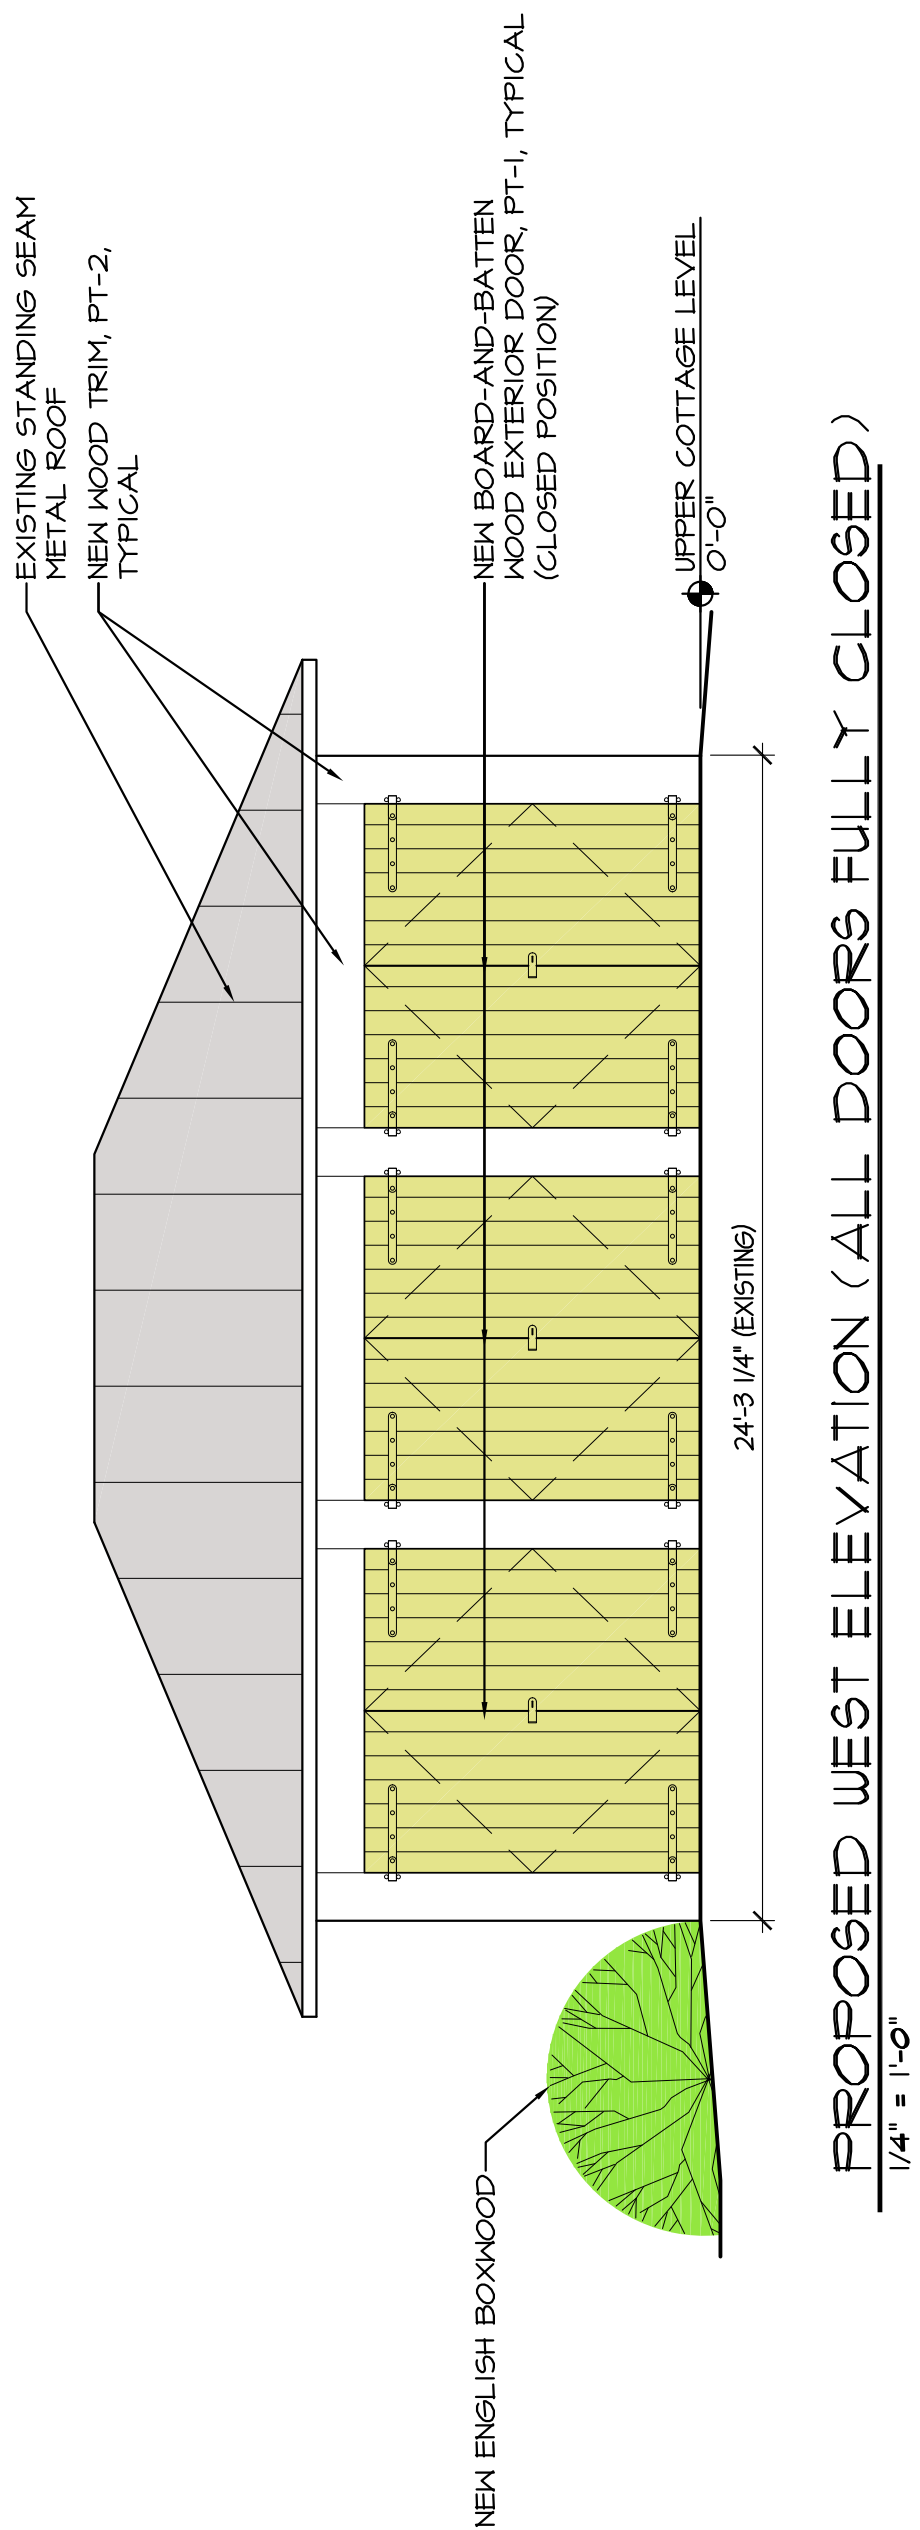 EXISTING STANDING SEAM
METAL ROOF
NEW WOOD TRIM, PT-2,
TYPICAL
NEW BOARD-AND-BATTEN
WOOD EXTERIOR DOOR, PT-1, TYPICAL
(CLOSED POSITION)
NEW ENGLISH BOXWOOD
UPPER COTTAGE LEVEL
0'-0"
24'-3 1/4" (EXISTING)
PROPOSED WEST ELEVATION (ALL DOORS FULLY CLOSED)
1/4" = 1'-0"